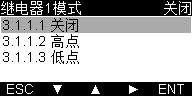 继电器1模式 关闭
3.1.1.1 关闭
3.1.1.2 高点
3.1.1.3 低点
ESC ▼ ▲ ▶ ENT